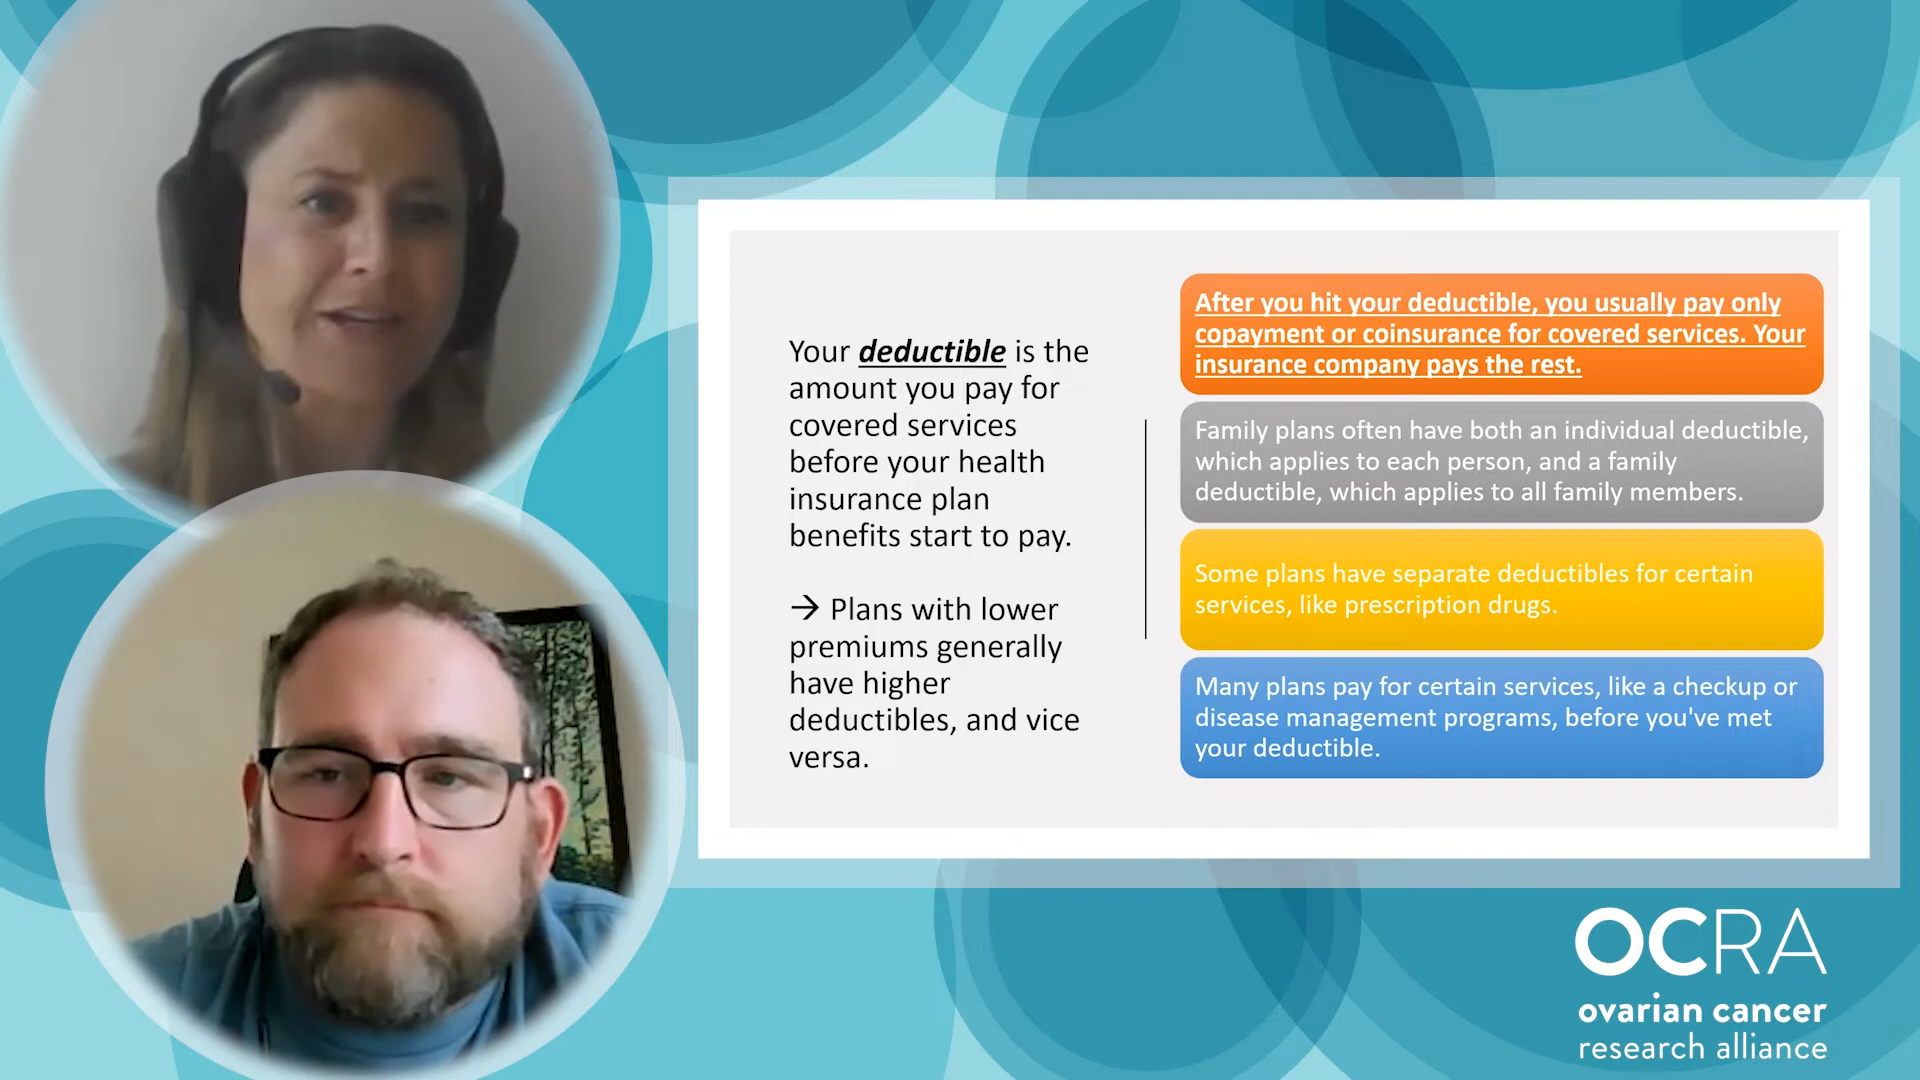 Your deductible is the
amount you pay for
covered services
before your health
insurance plan
benefits start to pay.
→ Plans with lower
premiums generally
have higher
deductibles, and vice
versa.
After you hit your deductible, you usually pay only
copayment or coinsurance for covered services. Your
insurance company pays the rest.
Family plans often have both an individual deductible,
which applies to each person, and a family
deductible, which applies to all family members.
Some plans have separate deductibles for certain
services, like prescription drugs.
Many plans pay for certain services, like a checkup or
disease management programs, before you've met
your deductible.
OCRA
ovarian cancer
research alliance